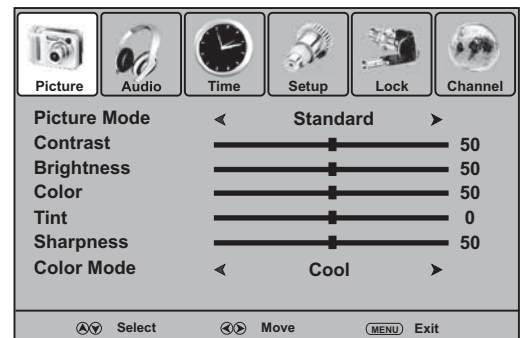 Picture Audio Time Setup Lock Channel
Picture Mode Standard
Contrast 50
Brightness 50
Color 50
Tint 0
Sharpness 50
Color Mode Cool
Select Move MENU Exit